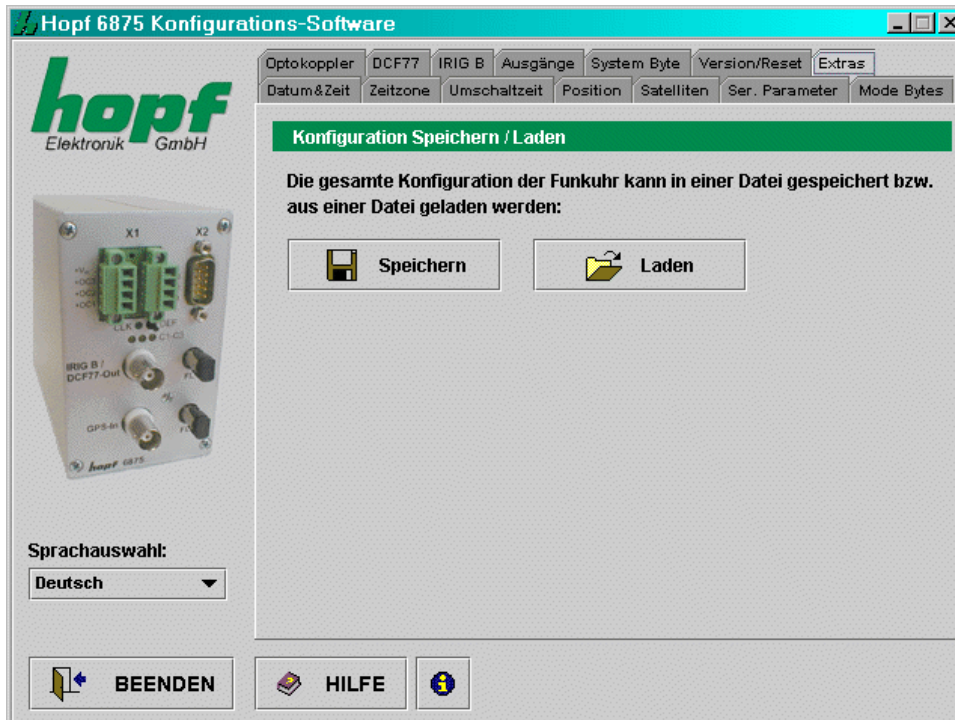 Hopf 6875 Konfigurations-Software
Optokoppler DCF77 IRIG B Ausgänge System Byte Version/Reset Extras
Datum&Zeit Zeitzone Umschaltzeit Position Satelliten Ser. Parameter Mode Bytes
hopf
Elektronik GmbH
Konfiguration Speichern / Laden
Die gesamte Konfiguration der Funkuhr kann in einer Datei gespeichert bzw.
aus einer Datei geladen werden:
Speichern Laden
X1 X2
CLK
IRIG B /
DCF77-Out
GPS-In
hopf 6875
Sprachauswahl:
Deutsch
BEENDEN HILFE